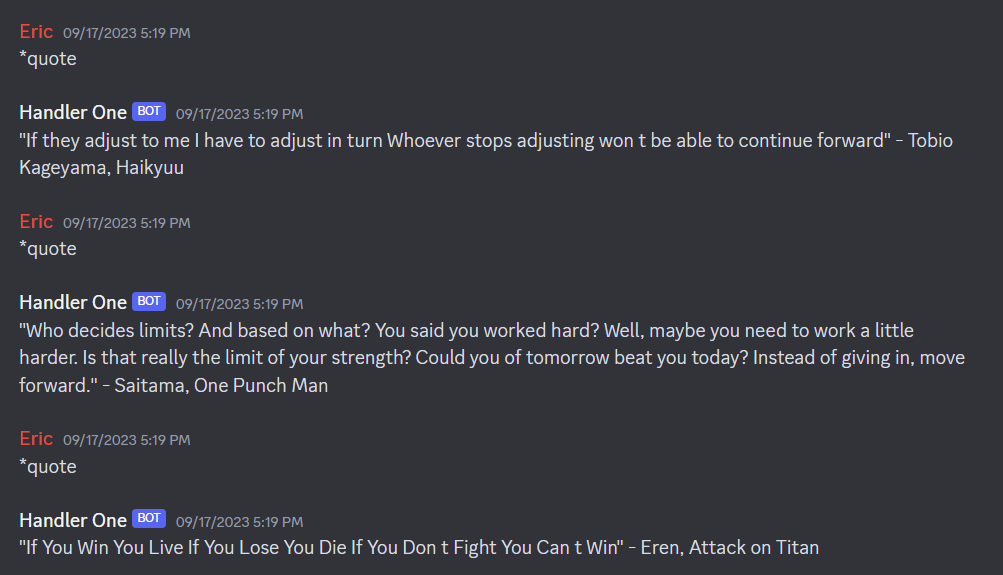 Eric 09/17/2023 5:19 PM
*quote
Handler One BOT 09/17/2023 5:19 PM
"If they adjust to me I have to adjust in turn Whoever stops adjusting won t be able to continue forward" - Tobio
Kageyama, Haikyuu
Eric 09/17/2023 5:19 PM
*quote
Handler One BOT 09/17/2023 5:19 PM
"Who decides limits? And based on what? You said you worked hard? Well, maybe you need to work a little
harder. Is that really the limit of your strength? Could you of tomorrow beat you today? Instead of giving in, move
forward." - Saitama, One Punch Man
Eric 09/17/2023 5:19 PM
*quote
Handler One BOT 09/17/2023 5:19 PM
"If You Win You Live If You Lose You Die If You Don t Fight You Can t Win" - Eren, Attack on Titan